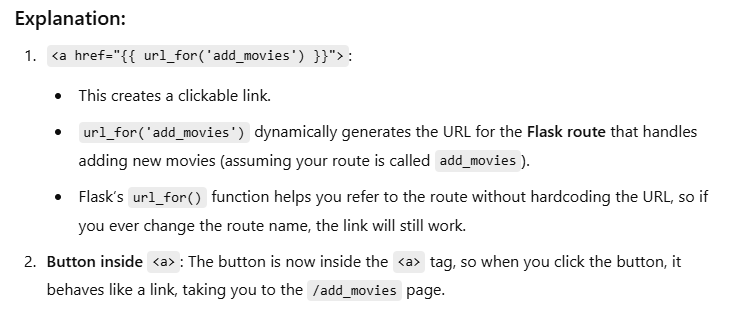 Explanation:
1. <a href="{{ url_for('add_movies') }}">:
• This creates a clickable link.
• url_for('add_movies') dynamically generates the URL for the Flask route that handles
adding new movies (assuming your route is called add_movies).
• Flask's url_for() function helps you refer to the route without hardcoding the URL, so if
you ever change the route name, the link will still work.
2. Button inside <a>: The button is now inside the <a> tag, so when you click the button, it
behaves like a link, taking you to the /add_movies page.